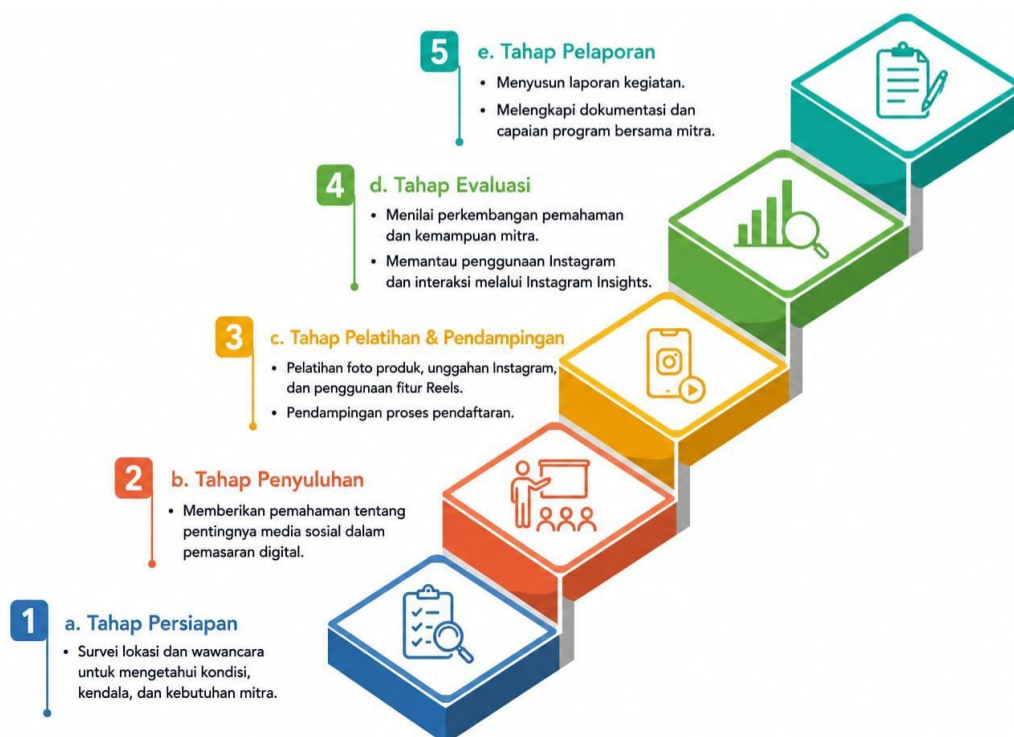 5
e. Tahap Pelaporan
• Menyusun laporan kegiatan.
• Melengkapi dokumentasi dan
capaian program bersama mitra.
4
d. Tahap Evaluasi
• Menilai perkembangan pemahaman
dan kemampuan mitra.
• Memantau penggunaan Instagram
dan interaksi melalui Instagram Insights.
3
c. Tahap Pelatihan & Pendampingan
• Pelatihan foto produk, unggahan Instagram,
dan penggunaan fitur Reels.
• Pendampingan proses pendaftaran.
2
b. Tahap Penyuluhan
• Memberikan pemahaman tentang
pentingnya media sosial dalam
pemasaran digital.
1
a. Tahap Persiapan
• Survei lokasi dan wawancara
untuk mengetahui kondisi,
kendala, dan kebutuhan mitra.